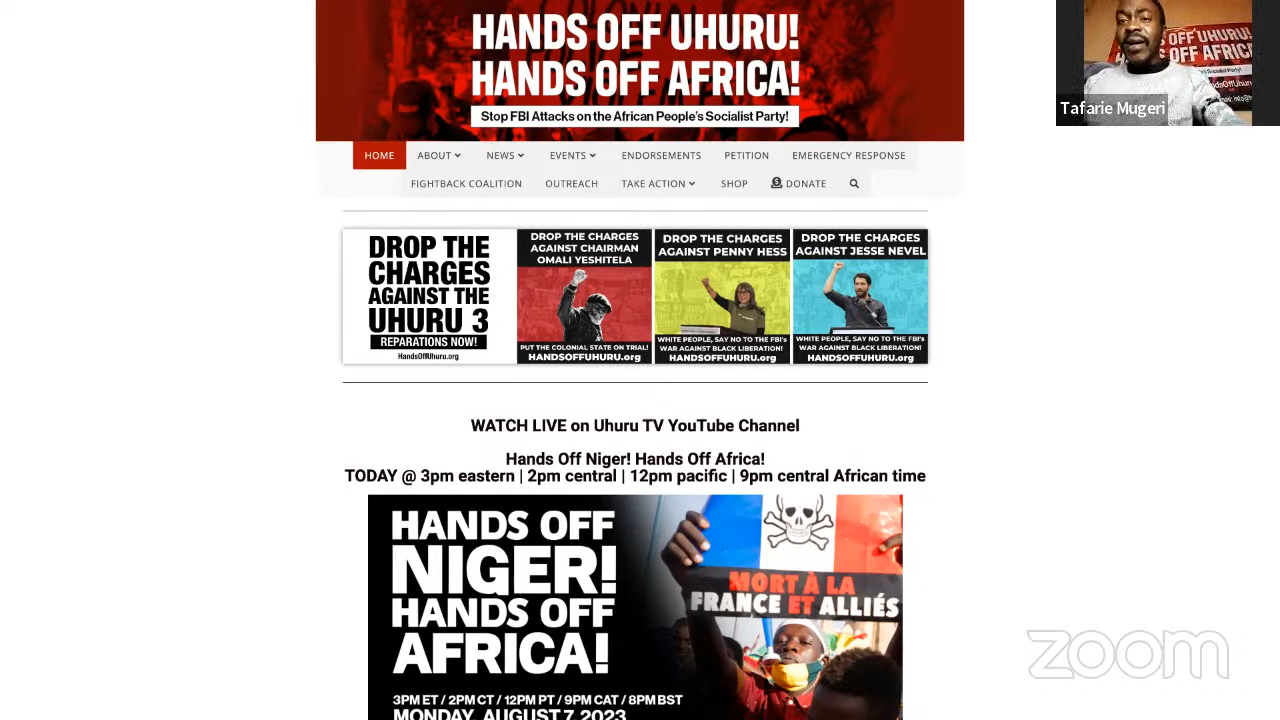 HANDS OFF UHURU!
HANDS OFF AFRICA!
Stop FBI Attacks on the African People's Socialist Party!
Tafarie Mugeri
HOME ABOUT NEWS EVENTS ENDORSEMENTS PETITION EMERGENCY RESPONSE
FIGHTBACK COALITION OUTREACH TAKE ACTION SHOP DONATE
DROP THE
CHARGES
AGAINST THE
UHURU 3
REPARATIONS NOW!
HandsOffUhuru.org
DROP THE CHARGES
AGAINST CHAIRMAN
OMALI YESHITELA
PUT THE COLONIAL STATE ON TRIAL!
HANDSOFFUHURU.org
DROP THE CHARGES
AGAINST PENNY HESS
WHITE PEOPLE, SAY NO TO THE FBI's
WAR AGAINST BLACK LIBERATION!
HANDSOFFUHURU.org
DROP THE CHARGES
AGAINST JESSE NEVEL
WHITE PEOPLE, SAY NO TO THE FBI's
WAR AGAINST BLACK LIBERATION!
HANDSOFFUHURU.org
WATCH LIVE on Uhuru TV YouTube Channel
Hands Off Niger! Hands Off Africa!
TODAY @ 3pm eastern | 2pm central | 12pm pacific | 9pm central African time
HANDS OFF
NIGER!
HANDS OFF
AFRICA!
3PM ET / 2PM CT / 12PM PT / 9PM CAT / 8PM BST
MONDAY, AUGUST 7, 2023
MORT À LA
FRANCE ET ALLIÉS
zoom